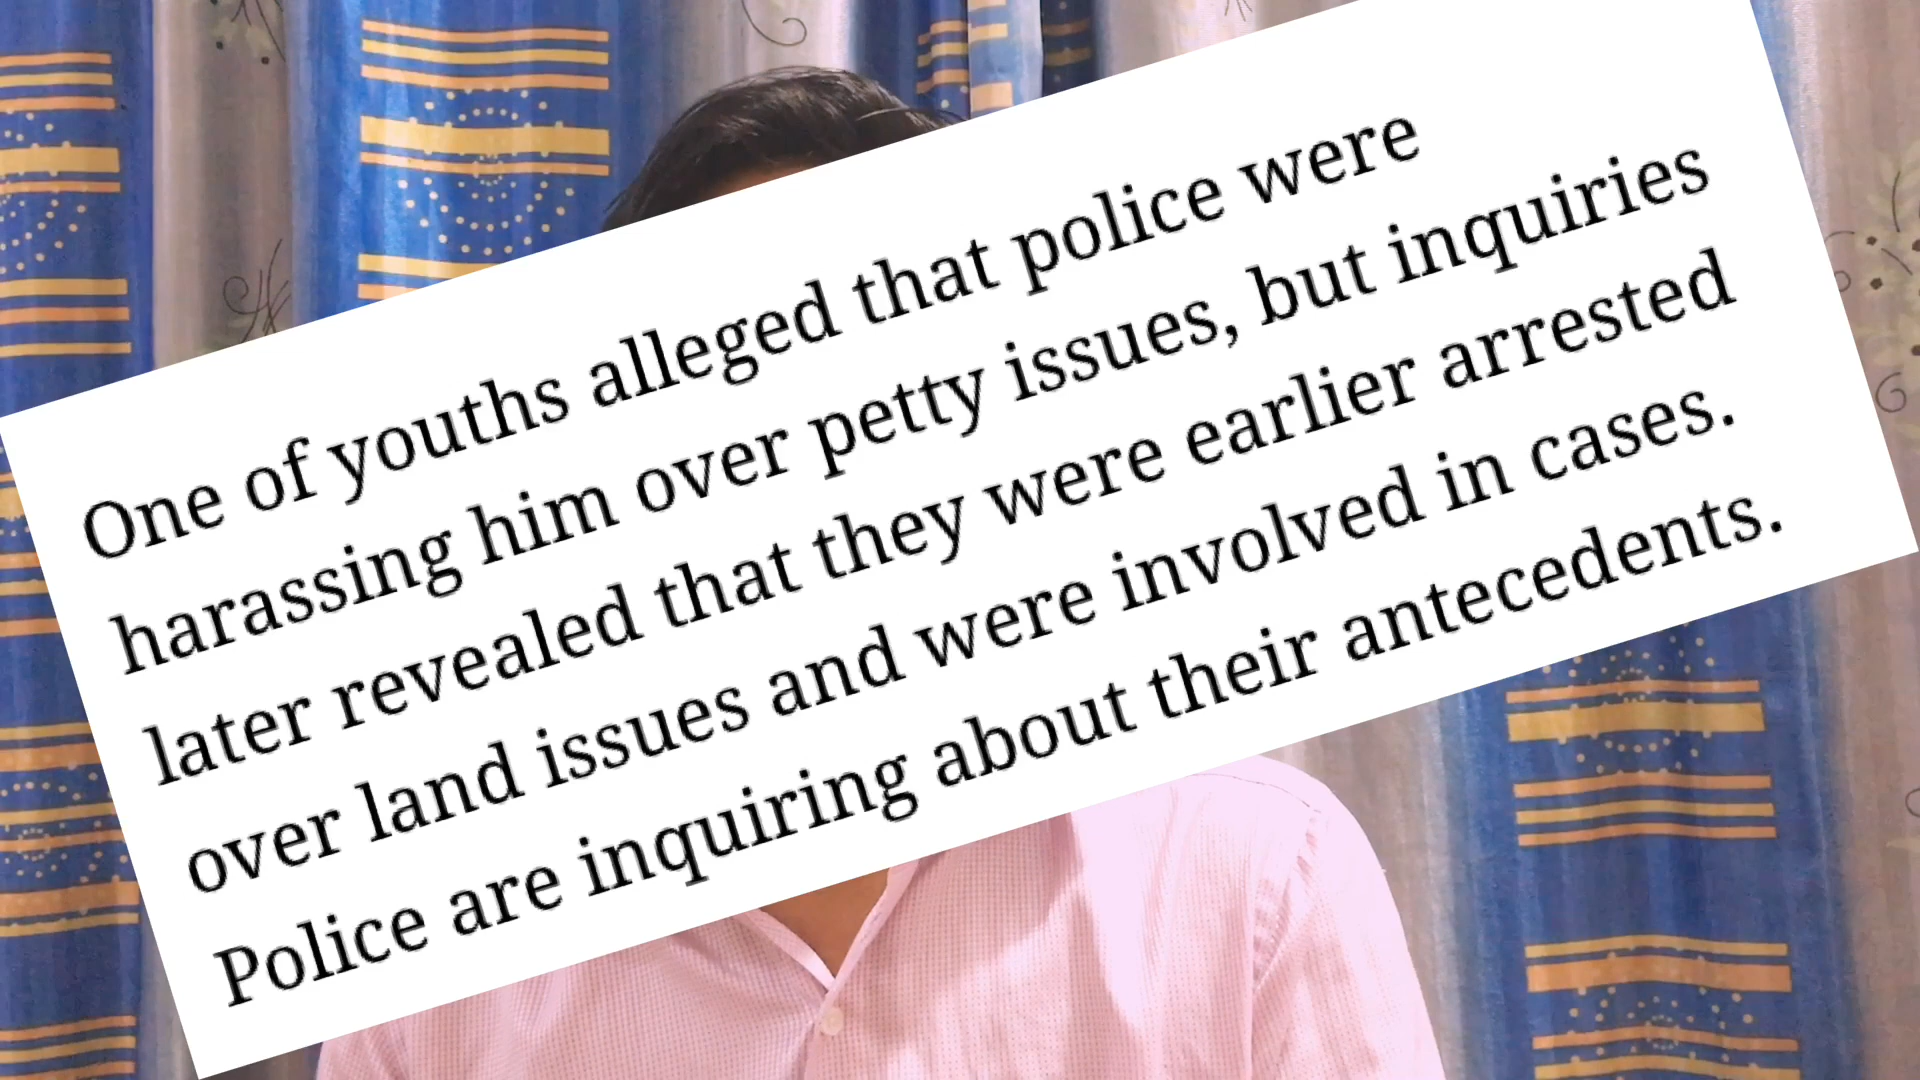 One of youths alleged that police were
harassing him over petty issues, but inquiries
later revealed that they were earlier arrested
over land issues and were involved in cases.
Police are inquiring about their antecedents.